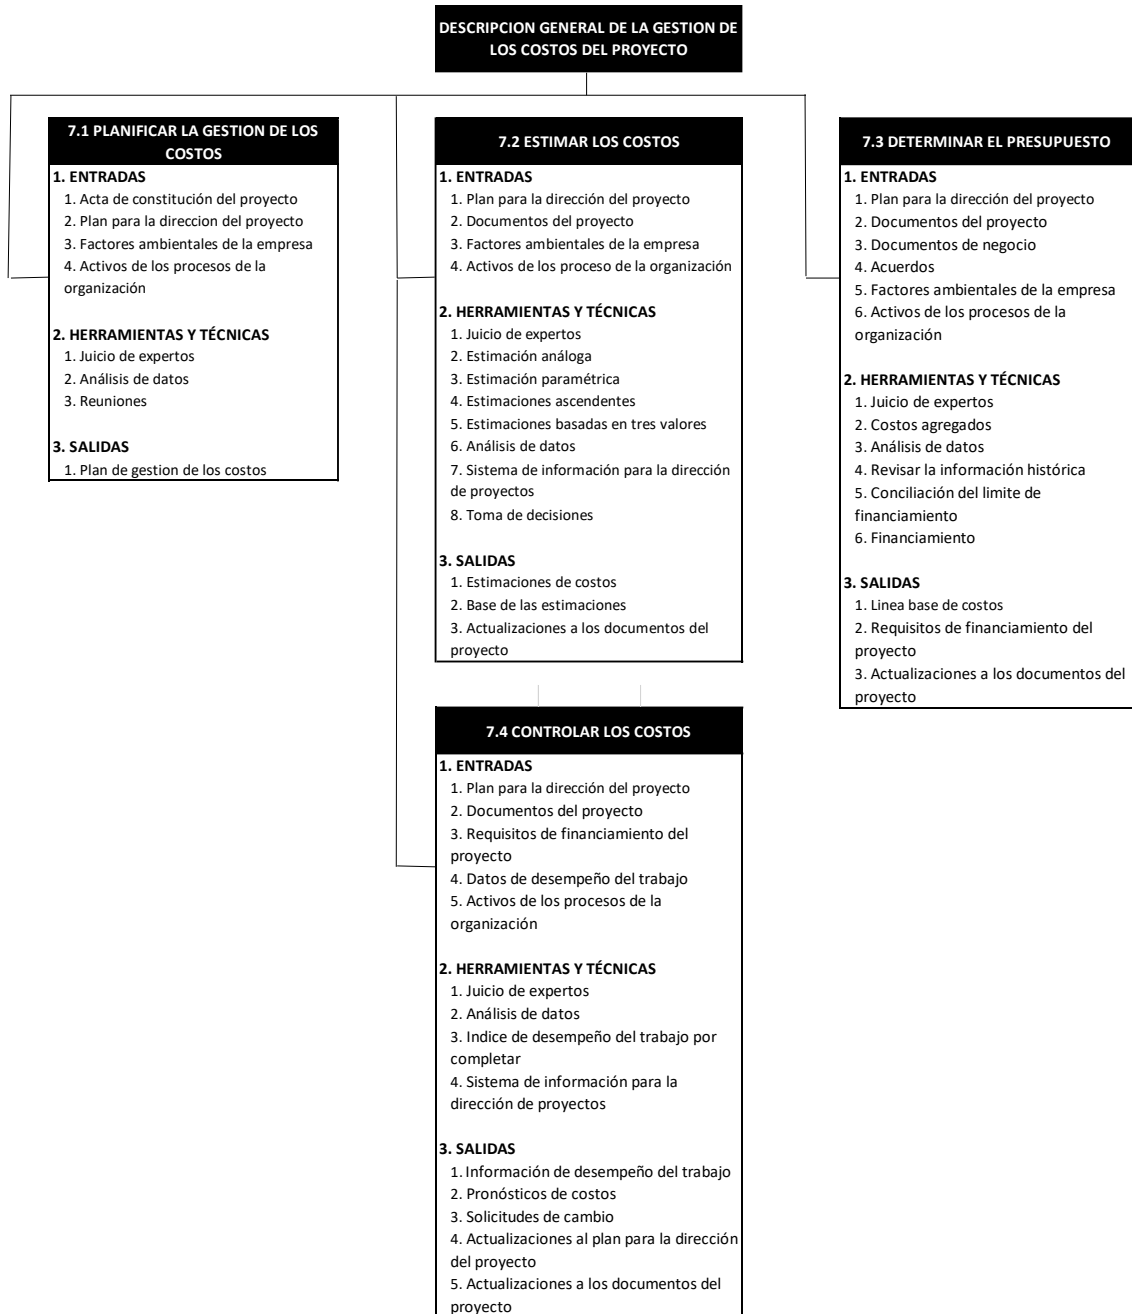 DESCRIPCION GENERAL DE LA GESTION DE
LOS COSTOS DEL PROYECTO
7.1 PLANIFICAR LA GESTION DE LOS
COSTOS
1. ENTRADAS
1. Acta de constitución del proyecto
2. Plan para la direccion del proyecto
3. Factores ambientales de la empresa
4. Activos de los procesos de la
organización
2. HERRAMIENTAS Y TÉCNICAS
1. Juicio de expertos
2. Análisis de datos
3. Reuniones
3. SALIDAS
1. Plan de gestion de los costos
7.2 ESTIMAR LOS COSTOS
1. ENTRADAS
1. Plan para la dirección del proyecto
2. Documentos del proyecto
3. Factores ambientales de la empresa
4. Activos de los proceso de la organización
2. HERRAMIENTAS Y TÉCNICAS
1. Juicio de expertos
2. Estimación análoga
3. Estimación paramétrica
4. Estimaciones ascendentes
5. Estimaciones basadas en tres valores
6. Análisis de datos
7. Sistema de información para la dirección
de proyectos
8. Toma de decisiones
3. SALIDAS
1. Estimaciones de costos
2. Base de las estimaciones
3. Actualizaciones a los documentos del
proyecto
7.3 DETERMINAR EL PRESUPUESTO
1. ENTRADAS
1. Plan para la dirección del proyecto
2. Documentos del proyecto
3. Documentos de negocio
4. Acuerdos
5. Factores ambientales de la empresa
6. Activos de los procesos de la
organización
2. HERRAMIENTAS Y TÉCNICAS
1. Juicio de expertos
2. Costos agregados
3. Análisis de datos
4. Revisar la información histórica
5. Conciliación del limite de
financiamiento
6. Financiamiento
3. SALIDAS
1. Linea base de costos
2. Requisitos de financiamiento del
proyecto
3. Actualizaciones a los documentos del
proyecto
7.4 CONTROLAR LOS COSTOS
1. ENTRADAS
1. Plan para la dirección del proyecto
2. Documentos del proyecto
3. Requisitos de financiamiento del
proyecto
4. Datos de desempeño del trabajo
5. Activos de los procesos de la
organización
2. HERRAMIENTAS Y TÉCNICAS
1. Juicio de expertos
2. Análisis de datos
3. Indice de desempeño del trabajo por
completar
4. Sistema de información para la
dirección de proyectos
3. SALIDAS
1. Información de desempeño del trabajo
2. Pronósticos de costos
3. Solicitudes de cambio
4. Actualizaciones al plan para la dirección
del proyecto
5. Actualizaciones a los documentos del
proyecto